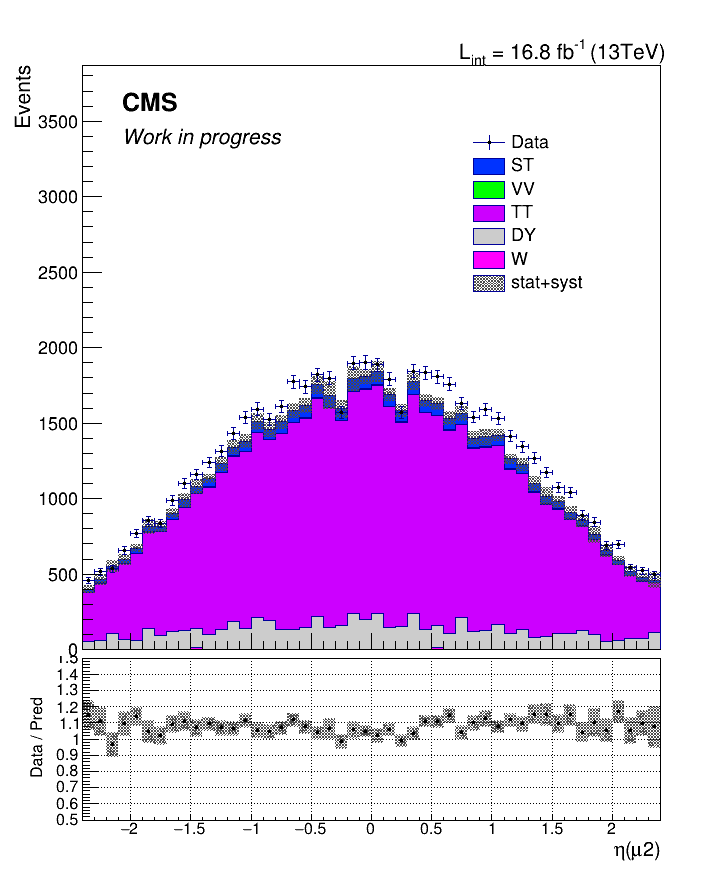 L_int = 16.8 fb^-1 (13TeV)
Events
CMS
Work in progress
Data
ST
VV
TT
DY
W
stat+syst
3500
3000
2500
2000
1500
1000
500
0
Data / Pred
1.5
1.4
1.3
1.2
1.1
1
0.9
0.8
0.7
0.6
0.5
−2 −1.5 −1 −0.5 0 0.5 1 1.5 2
η(μ2)